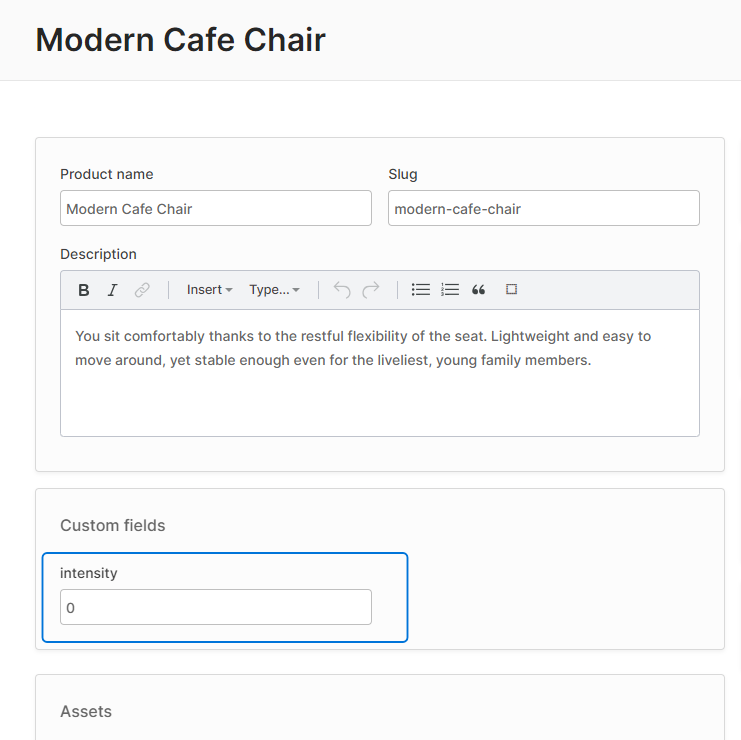 Modern Cafe Chair
Product name
Slug
Modern Cafe Chair
modern-cafe-chair
Description
B I Insert Type...
You sit comfortably thanks to the restful flexibility of the seat. Lightweight and easy to
move around, yet stable enough even for the liveliest, young family members.
Custom fields
intensity
0
Assets